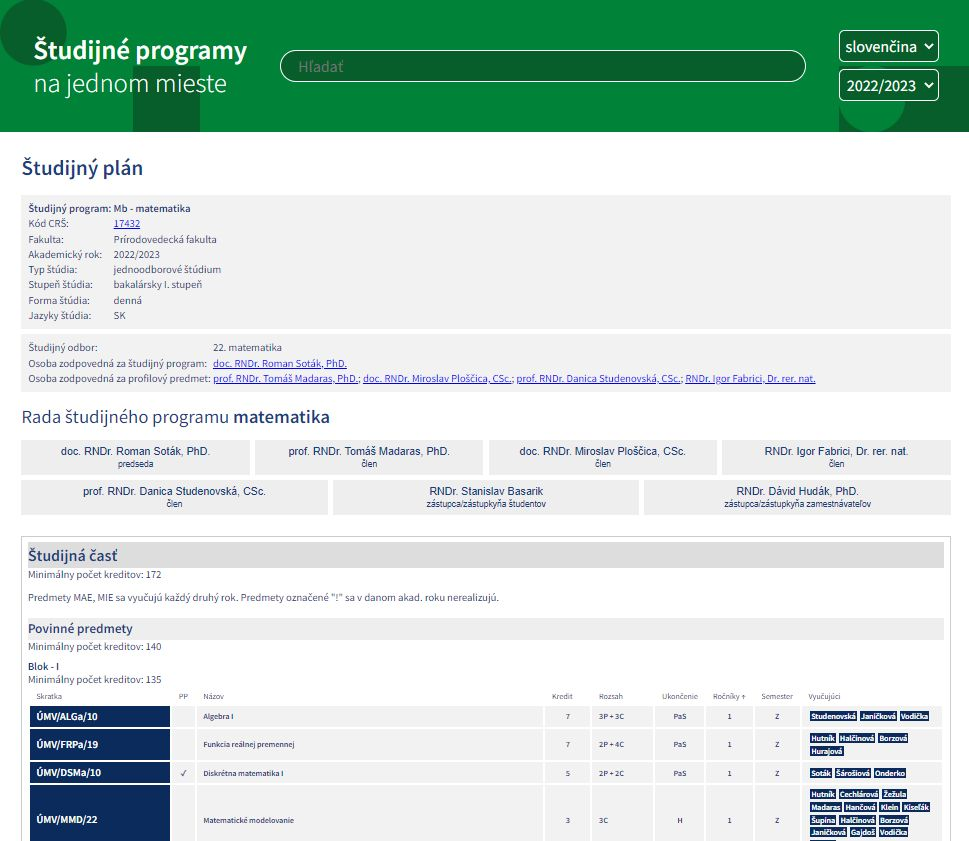 Študijné programy
na jednom mieste
Hľadať
slovenčina
2022/2023
Študijný plán
Študijný program: Mb - matematika
Kód CRŠ: 17432
Fakulta: Prírodovedecká fakulta
Akademický rok: 2022/2023
Typ štúdia: jednoodborové štúdium
Stupeň štúdia: bakalársky I. stupeň
Forma štúdia: denná
Jazyky štúdia: SK
Študijný odbor: 22. matematika
Osoba zodpovedná za študijný program: doc. RNDr. Roman Soták, PhD.
Osoba zodpovedná za profilový predmet: prof. RNDr. Tomáš Madaras, PhD.; doc. RNDr. Miroslav Ploščica, CSc.; prof. RNDr. Danica Studenovská, CSc.; RNDr. Igor Fabrici, Dr. rer. nat.
Rada študijného programu matematika
doc. RNDr. Roman Soták, PhD. prof. RNDr. Tomáš Madaras, PhD. doc. RNDr. Miroslav Ploščica, CSc. RNDr. Igor Fabrici, Dr. rer. nat.
predseda člen člen člen
prof. RNDr. Danica Studenovská, CSc. RNDr. Stanislav Basarik RNDr. Dávid Hudák, PhD.
člen zástupca/zástupkyňa študentov zástupca/zástupkyňa zamestnávateľov
Študijná časť
Minimálny počet kreditov: 172
Predmety MAE, MIE sa vyučujú každý druhý rok. Predmety označené "!" sa v danom akad. roku nerealizujú.
Povinné predmety
Minimálny počet kreditov: 140
Blok - I
Minimálny počet kreditov: 135
Skratka PP Názov Kredit Rozsah Ukončenie Ročníky ↑ Semester Vyučujúci
ÚMV/ALGa/10 Algebra I 7 3P + 3C PaS 1 Z Studenovská Janičková Vodička
ÚMV/FRPa/19 Funkcia reálnej premennej 7 2P + 4C PaS 1 Z Hutník Halčinová Borzová
Hurajová
ÚMV/DSMa/10 ✓ Diskrétna matematika I 5 2P + 2C PaS 1 Z Soták Šárošiová Onderko
Hutník Cechlárová Žežula
Madaras Hančová Klein Kiseľák
ÚMV/MMD/22 Matematické modelovanie 3 3C H 1 Z Šupina Halčinová Borzová
Janičková Gajdoš Vodička